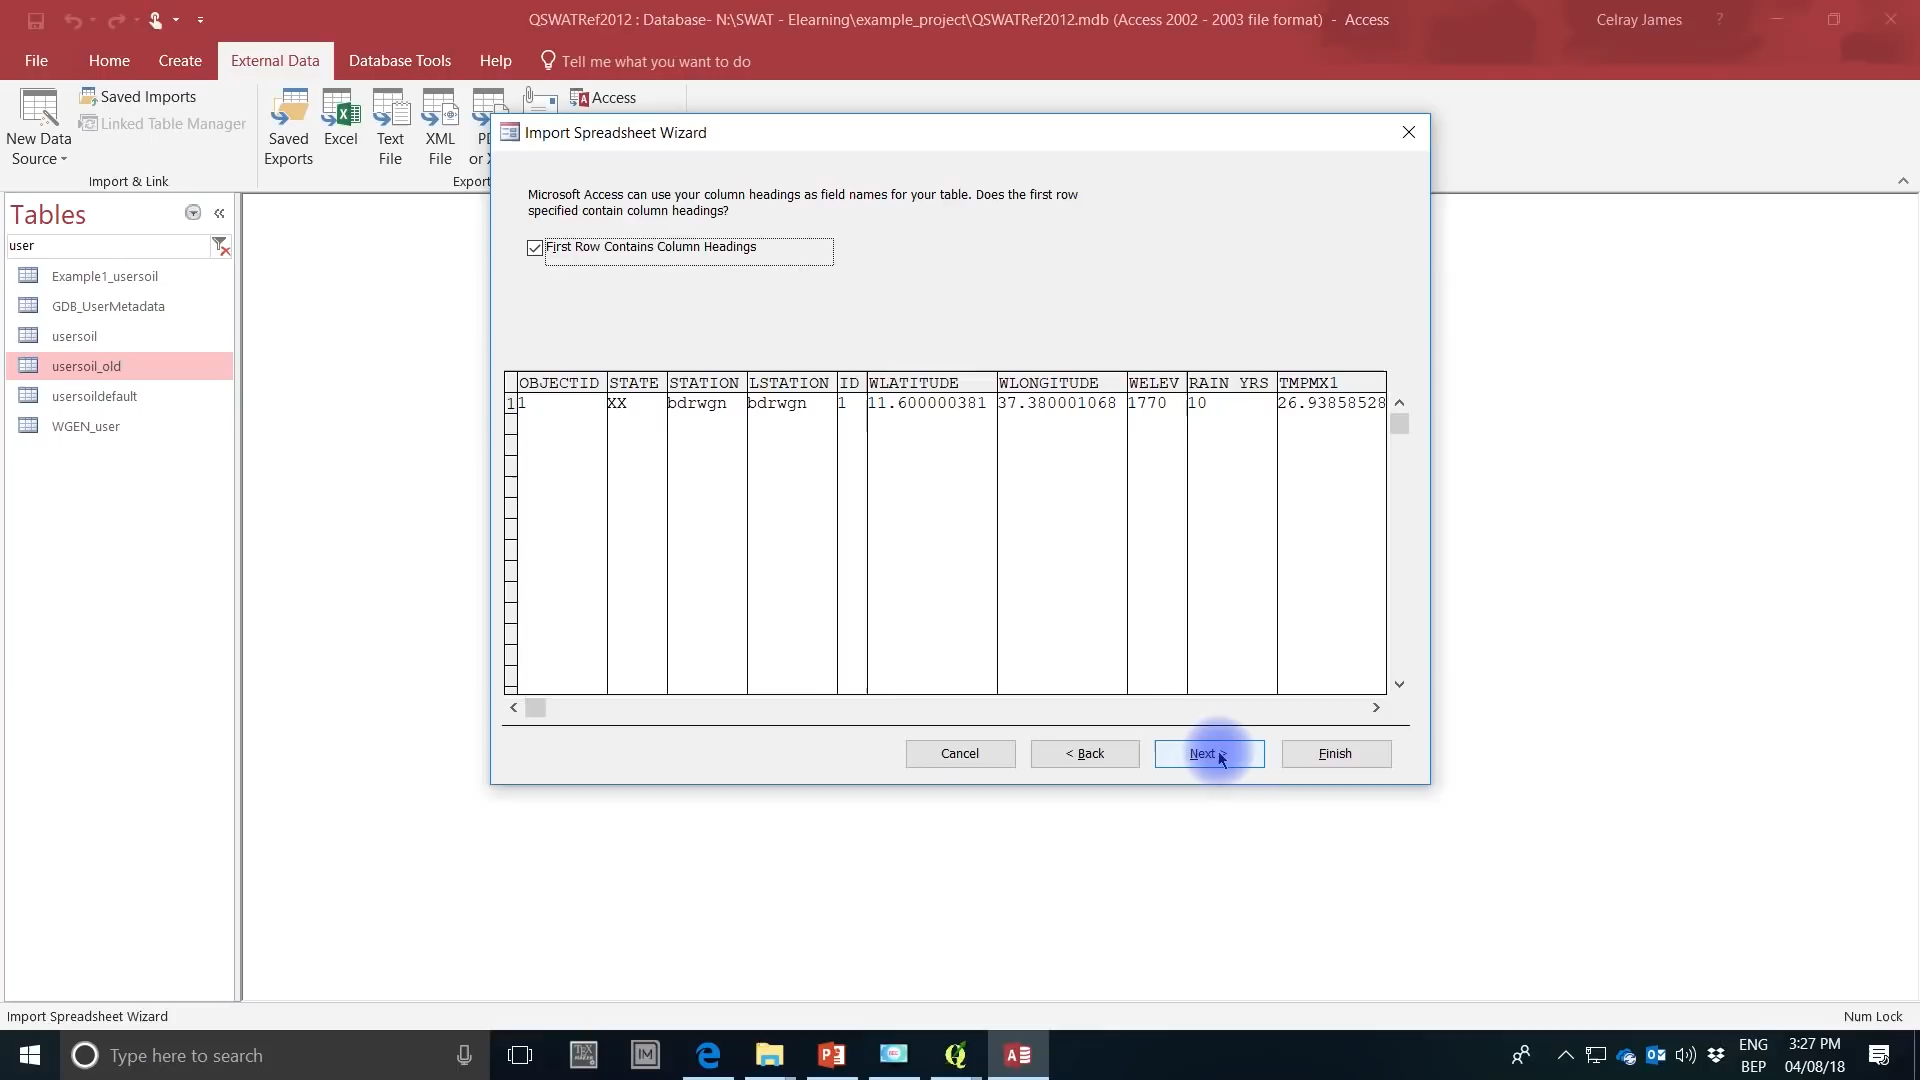 QSWATRef2012 : Database- N:\SWAT - Elearning\example_project\QSWATRef2012.mdb (Access 2002 - 2003 file format) - Access
Celray James
?
File
Home
Create
External Data
Database Tools
Help
Tell me what you want to do
New Data
Source
Saved Imports
Linked Table Manager
Import & Link
Saved
Exports
Excel
Text
File
XML
File
or X
Access
Export
Import Spreadsheet Wizard
Microsoft Access can use your column headings as field names for your table. Does the first row
specified contain column headings?
First Row Contains Column Headings
OBJECTID STATE STATION LSTATION ID WLATITUDE WLONGITUDE WELEV RAIN YRS TMPMX1
1 1 XX bdrwgn bdrwgn 1 11.600000381 37.380001068 1770 10 26.93858528
Cancel
< Back
Next >
Finish
Tables
user
Example1_usersoil
GDB_UserMetadata
usersoil
usersoil_old
usersoildefault
WGEN_user
Import Spreadsheet Wizard
Num Lock
Type here to search
ENG
BEP
3:27 PM
04/08/18